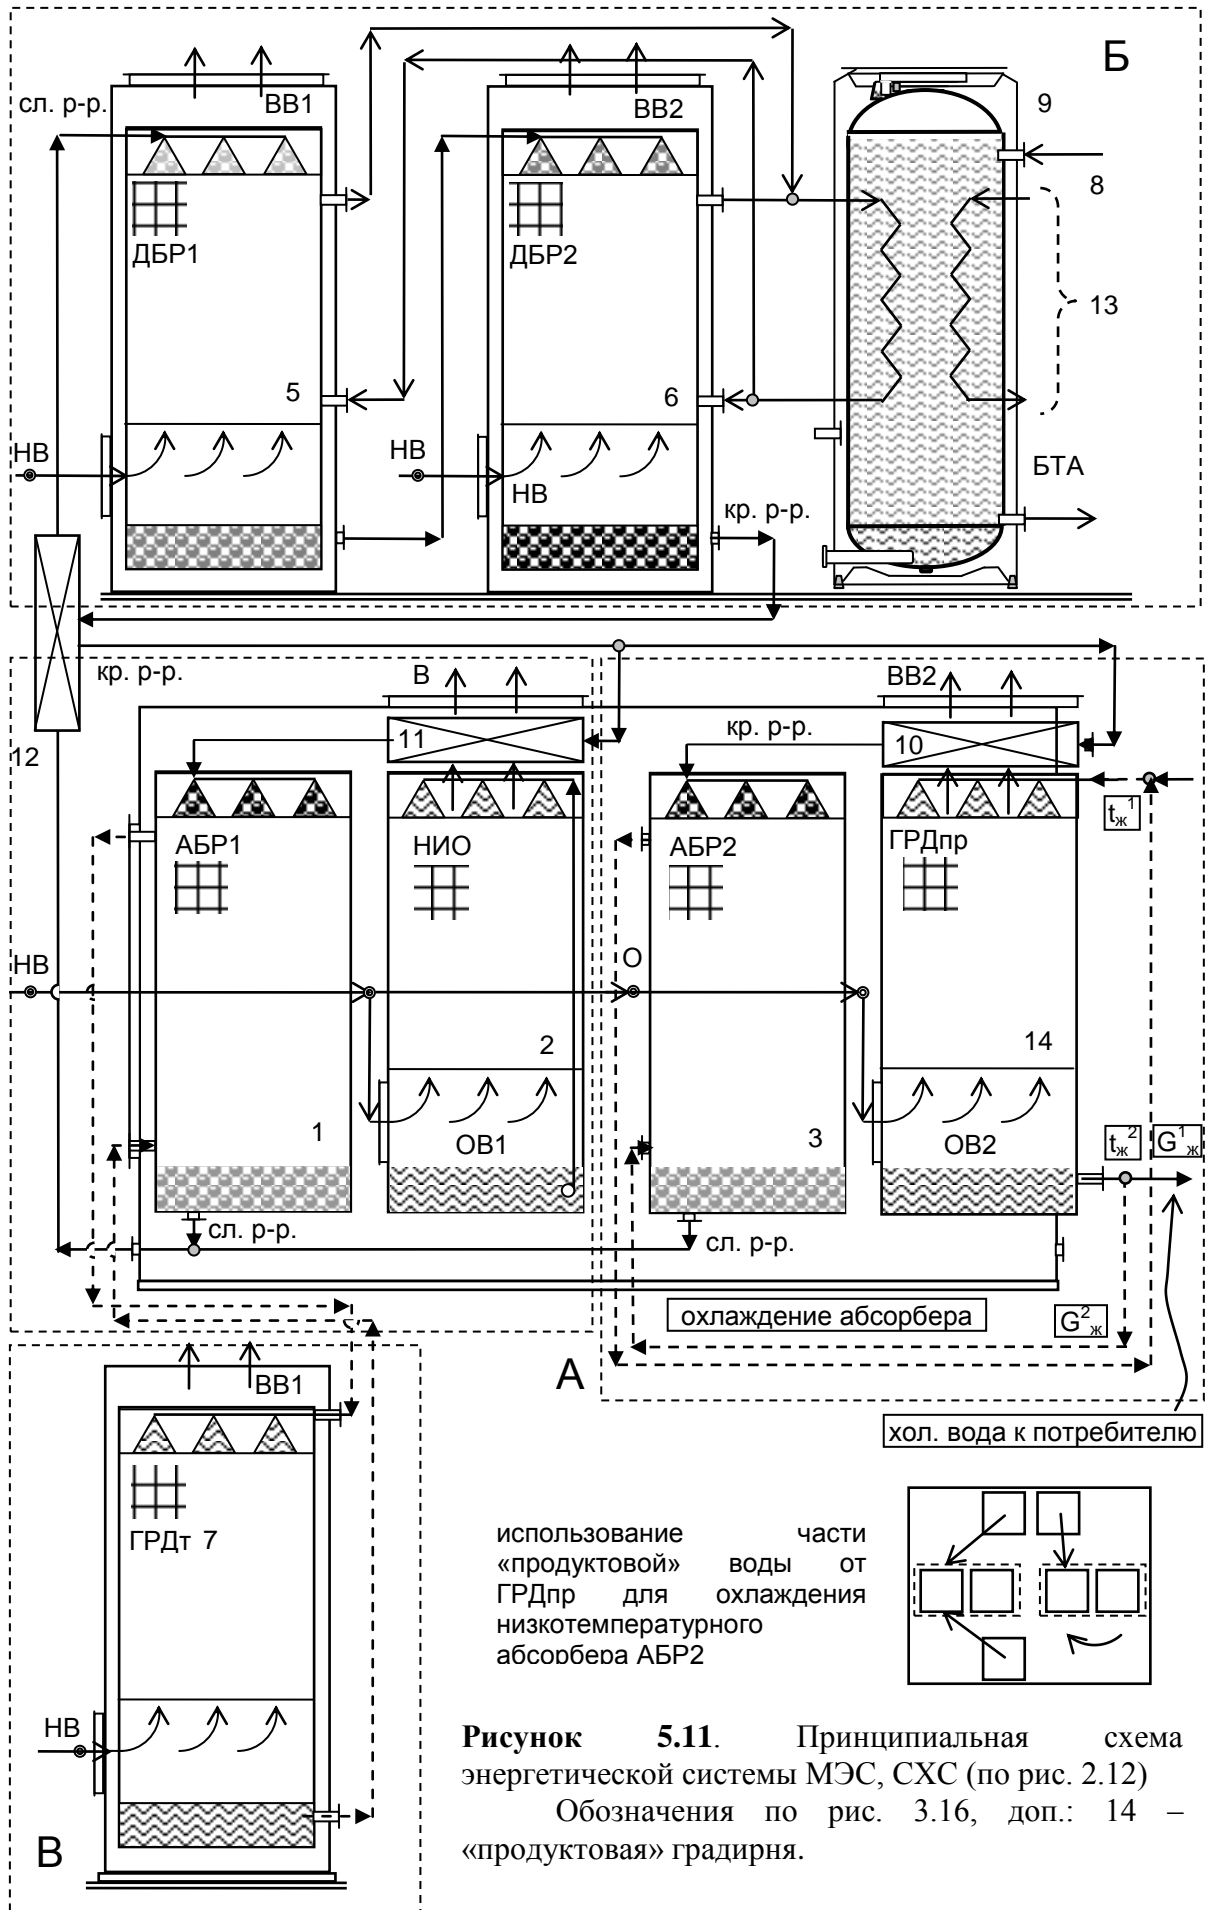 Б
ВВ1
ВВ2
сл. р-р.
9
8
ДБР1
ДБР2
13
5
6
НВ
НВ
НВ
БТА
кр. р-р.
кр. р-р.
В
ВВ2
12
11
кр. р-р.
10
tж1
АБР1
НИО
АБР2
ГРДпр
НВ
О
2
14
1
ОВ1
3
ОВ2
tж2
G1ж
сл. р-р.
сл. р-р.
охлаждение абсорбера
G2ж
А
ВВ1
хол. вода к потребителю
ГРДт 7
использование части
«продуктовой» воды от
ГРДпр для охлаждения
низкотемпературного
абсорбера АБР2
НВ
В
Рисунок 5.11. Принципиальная схема
энергетической системы МЭС, СХС (по рис. 2.12)
Обозначения по рис. 3.16, доп.: 14 –
«продуктовая» градирня.